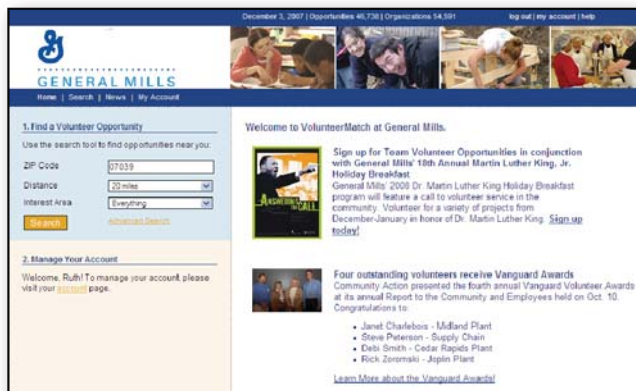 December 3, 2007 | Opportunities 46,738 | Organizations 54,591
log out | my account | help
GENERAL MILLS
Home | Search | News | My Account
1. Find a Volunteer Opportunity
Use the search tool to find opportunities near you:
ZIP Code
07039
Distance
20 miles
Interest Area
Everything
Search
Advanced Search
2. Manage Your Account
Welcome, Ruth! To manage your account, please
visit your account page.
Welcome to VolunteerMatch at General Mills.
ANSWERING THE CALL
Sign up for Team Volunteer Opportunities in conjunction
with General Mills' 18th Annual Martin Luther King, Jr.
Holiday Breakfast
General Mills' 2008 Dr. Martin Luther King Holiday Breakfast
program will feature a call to volunteer service in the
community. Volunteer for a variety of projects from
December-January in honor of Dr. Martin Luther King. Sign up
today!
Four outstanding volunteers receive Vanguard Awards
Community Action presented the fourth annual Vanguard Volunteer Awards
at its annual Report to the Community and Employees held on Oct. 10.
Congratulations to:
• Janet Charlebois - Midland Plant
• Steve Peterson - Supply Chain
• Debi Smith - Cedar Rapids Plant
• Rick Zoromski - Joplin Plant
Learn More about the Vanguard Awards!